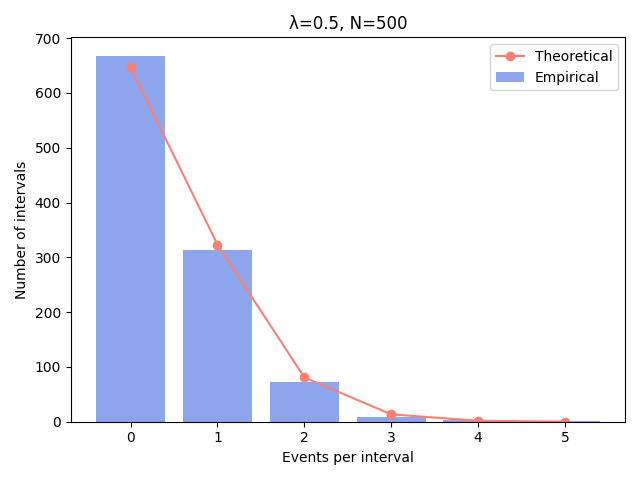 λ=0.5, N=500
Number of intervals
700
600
500
400
300
200
100
0
Theoretical
Empirical
0 1 2 3 4 5
Events per interval